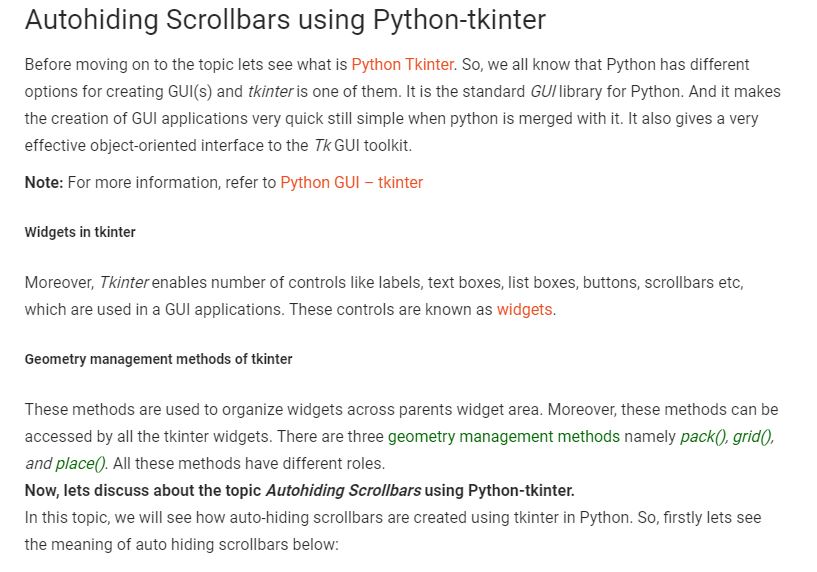 Autohiding Scrollbars using Python-tkinter
Before moving on to the topic lets see what is Python Tkinter. So, we all know that Python has different
options for creating GUI(s) and tkinter is one of them. It is the standard GUI library for Python. And it makes
the creation of GUI applications very quick still simple when python is merged with it. It also gives a very
effective object-oriented interface to the Tk GUI toolkit.
Note: For more information, refer to Python GUI – tkinter
Widgets in tkinter
Moreover, Tkinter enables number of controls like labels, text boxes, list boxes, buttons, scrollbars etc,
which are used in a GUI applications. These controls are known as widgets.
Geometry management methods of tkinter
These methods are used to organize widgets across parents widget area. Moreover, these methods can be
accessed by all the tkinter widgets. There are three geometry management methods namely pack(), grid(),
and place(). All these methods have different roles.
Now, lets discuss about the topic Autohiding Scrollbars using Python-tkinter.
In this topic, we will see how auto-hiding scrollbars are created using tkinter in Python. So, firstly lets see
the meaning of auto hiding scrollbars below: